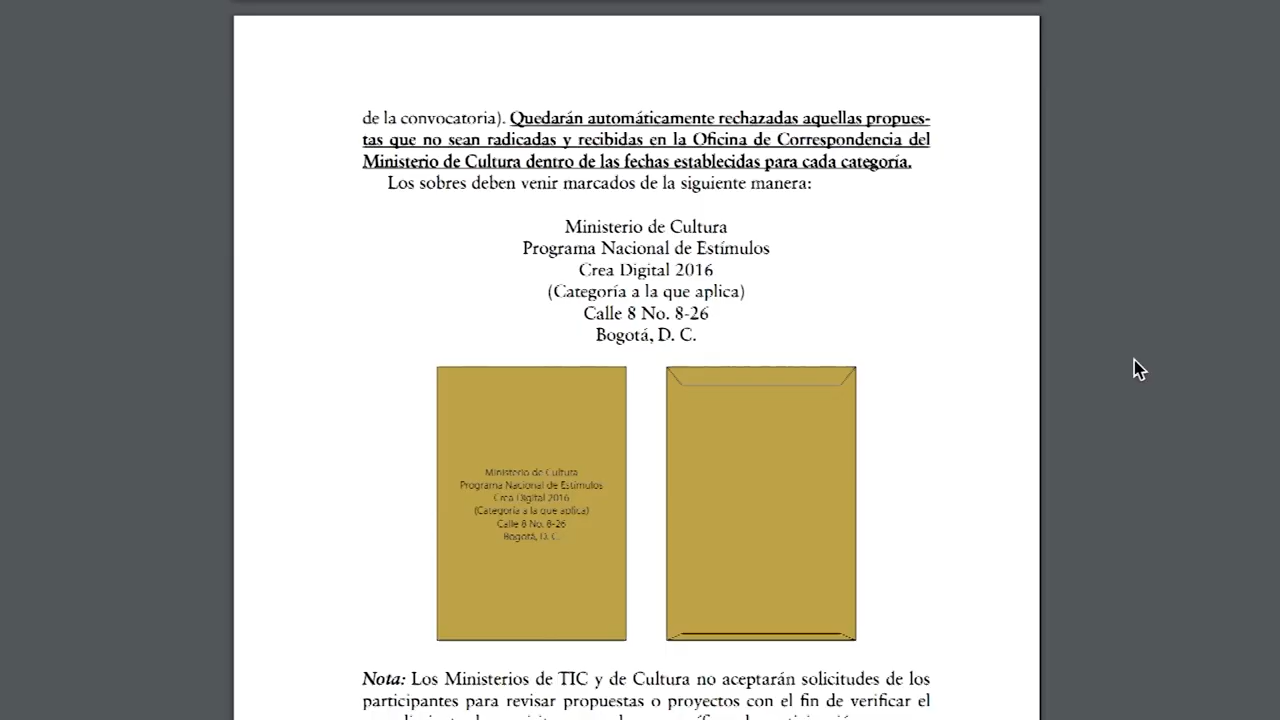 de la convocatoria). Quedarán automáticamente rechazadas aquellas propues-
tas que no sean radicadas y recibidas en la Oficina de Correspondencia del
Ministerio de Cultura dentro de las fechas establecidas para cada categoría.
Los sobres deben venir marcados de la siguiente manera:
Ministerio de Cultura
Programa Nacional de Estímulos
Crea Digital 2016
(Categoría a la que aplica)
Calle 8 No. 8-26
Bogotá, D. C.
Ministerio de Cultura
Programa Nacional de Estímulos
Crea Digital 2016
(Categoría a la que aplica)
Calle 8 No. 8-26
Bogotá, D. C.
Nota: Los Ministerios de TIC y de Cultura no aceptarán solicitudes de los
participantes para revisar propuestas o proyectos con el fin de verificar el